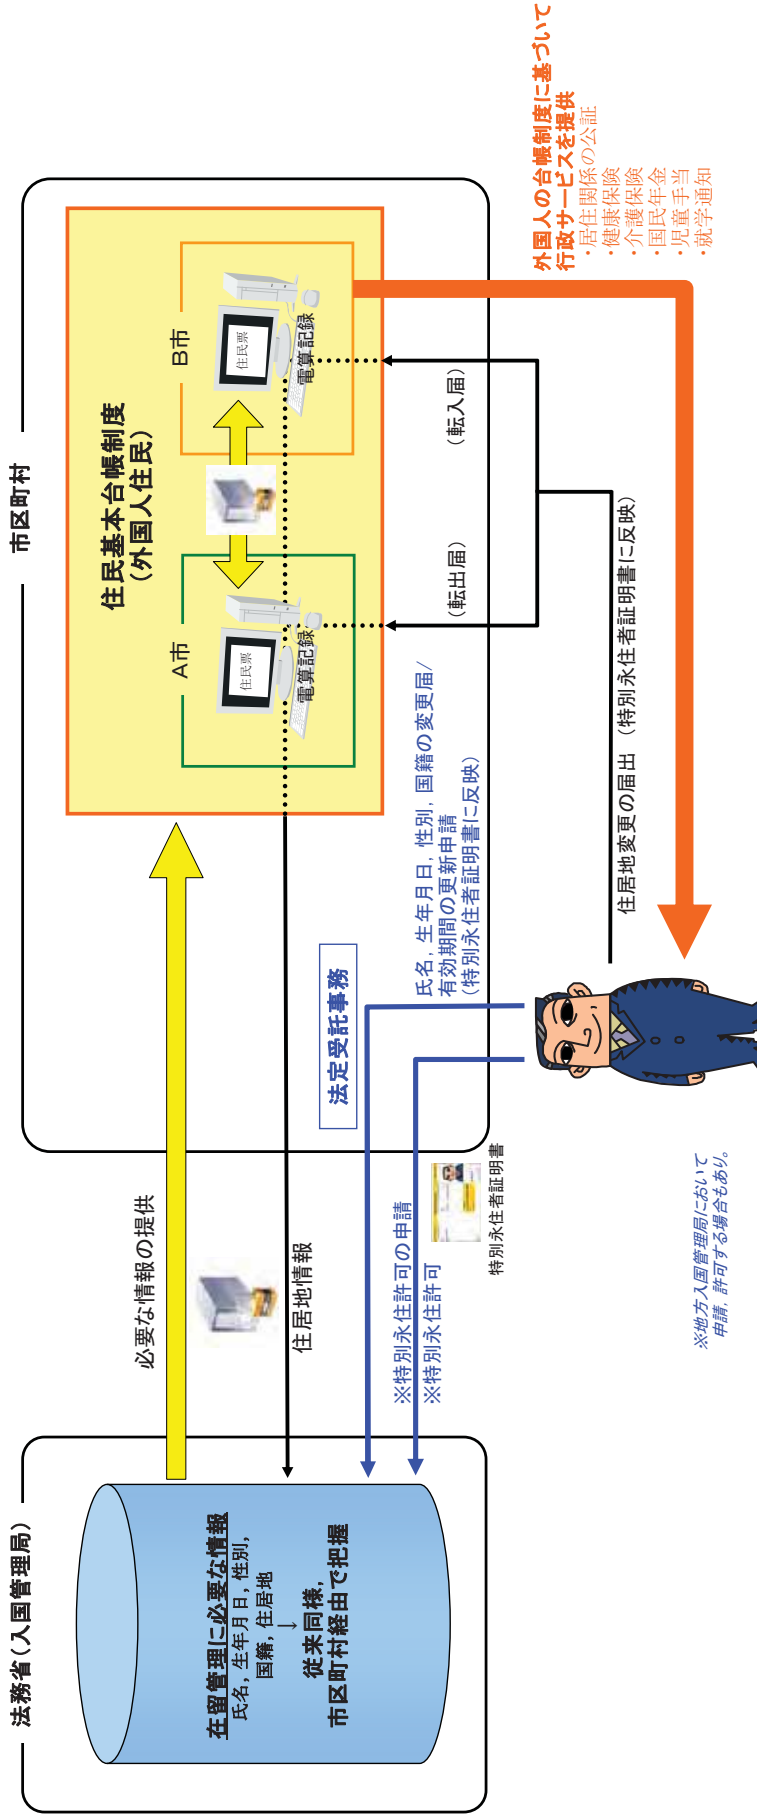 法務省（入国管理局）
在留管理に必要な情報
氏名，生年月日，性別，
国籍，住居地
↓
従来同様，
市区町村経由で把握
必要な情報の提供
住居地情報
※特別永住許可の申請
※特別永住許可
特別永住者証明書
※地方入国管理局において
申請，許可する場合もあり。
市区町村
住民基本台帳制度
（外国人住民）
A市
住民票
電算記録
B市
住民票
電算記録
法定受託事務
氏名，生年月日，性別，国籍の変更届/
有効期間の更新申請
（特別永住者証明書に反映）
（転出届）
（転入届）
住居地変更の届出（特別永住者証明書に反映）
外国人の台帳制度に基づいて
行政サービスを提供
・居住関係の公証
・健康保険
・介護保険
・国民年金
・児童手当
・就学通知